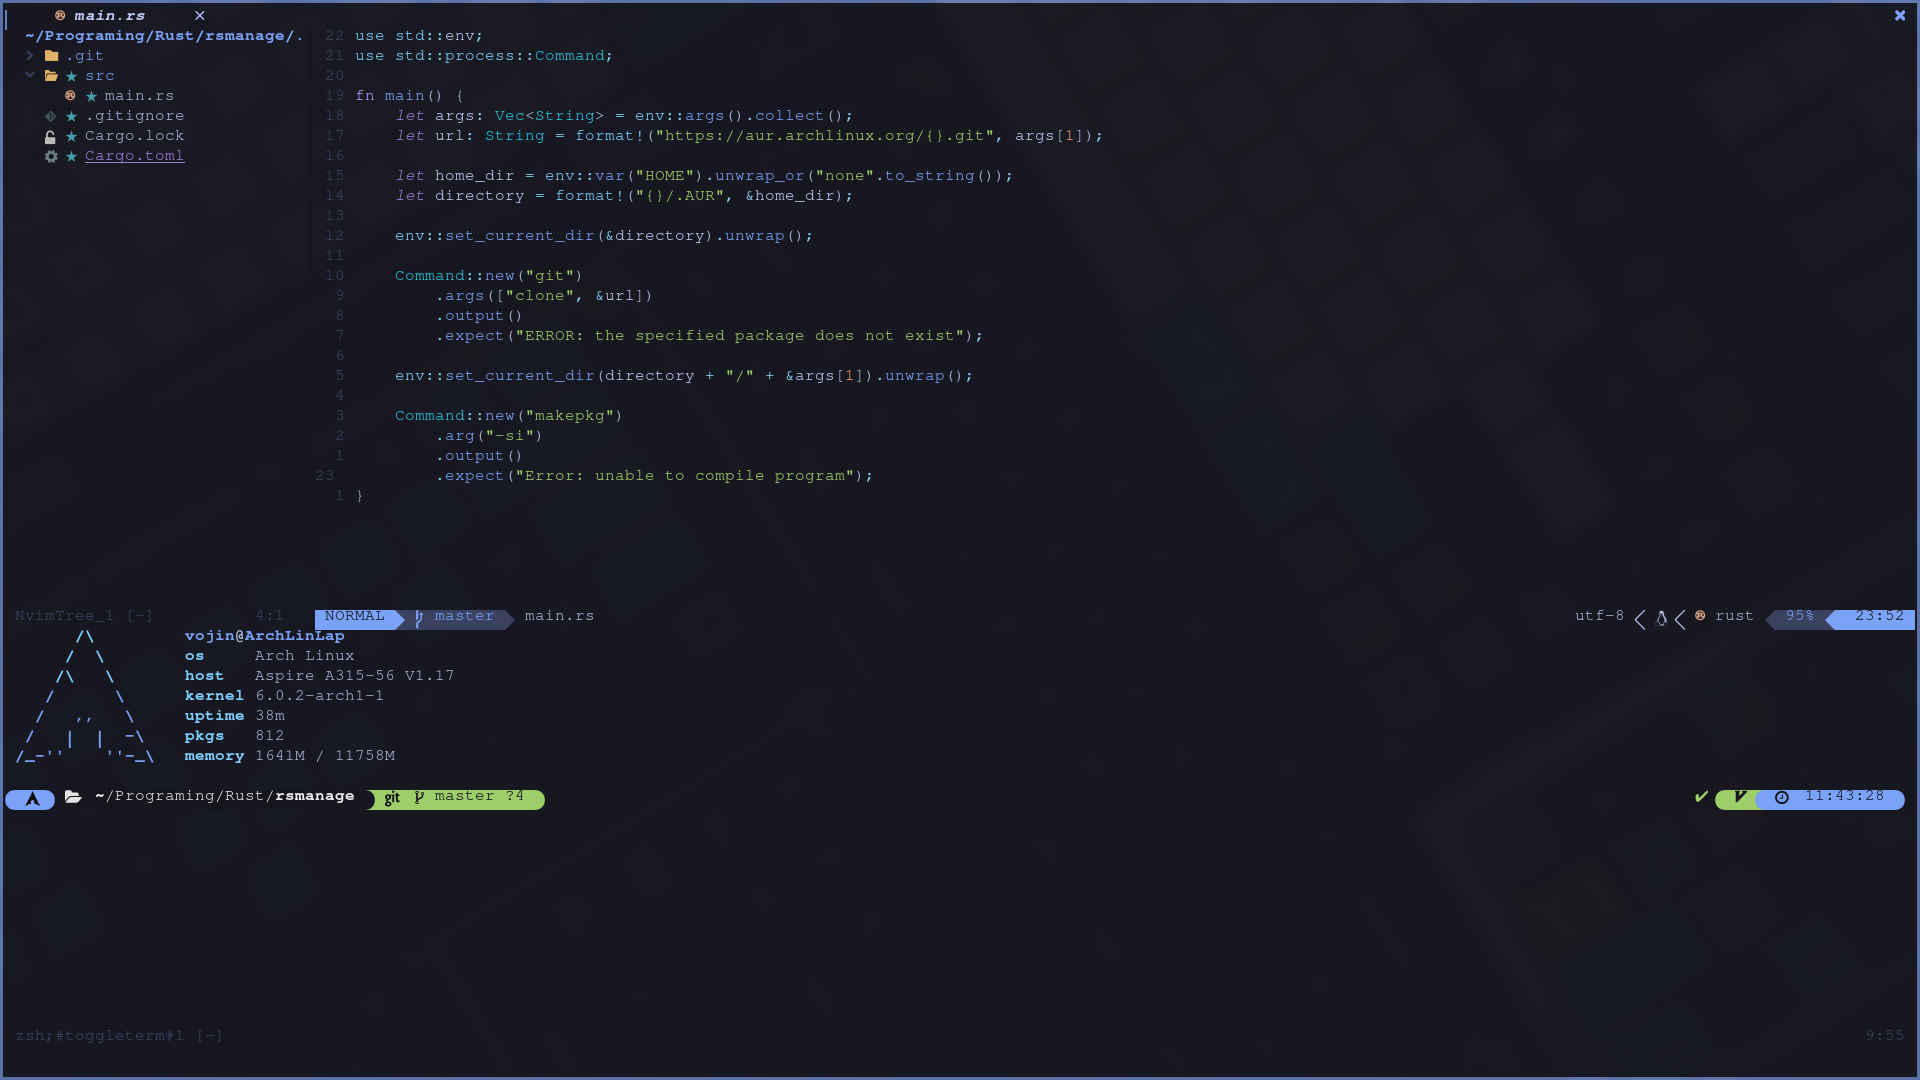 main.rs ×
~/Programing/Rust/rsmanage/.
.git
src
main.rs
.gitignore
Cargo.lock
Cargo.toml
22 use std::env;
21 use std::process::Command;
20
19 fn main() {
18     let args: Vec<String> = env::args().collect();
17     let url: String = format!("https://aur.archlinux.org/{}.git", args[1]);
16
15     let home_dir = env::var("HOME").unwrap_or("none".to_string());
14     let directory = format!("{}/.AUR", &home_dir);
13
12     env::set_current_dir(&directory).unwrap();
11
10     Command::new("git")
9         .args(["clone", &url])
8         .output()
7         .expect("ERROR: the specified package does not exist");
6
5     env::set_current_dir(directory + "/" + &args[1]).unwrap();
4
3     Command::new("makepkg")
2         .arg("-si")
1         .output()
23         .expect("Error: unable to compile program");
1 }
NvimTree_1 [-] 4:1
NORMAL master main.rs utf-8 rust 95% 23:52
vojin@ArchLinLap
os Arch Linux
host Aspire A315-56 V1.17
kernel 6.0.2-arch1-1
uptime 38m
pkgs 812
memory 1641M / 11758M
~/Programing/Rust/rsmanage git master ?4 ✔ 11:43:28
zsh;#toggleterm#1 [-] 9:55